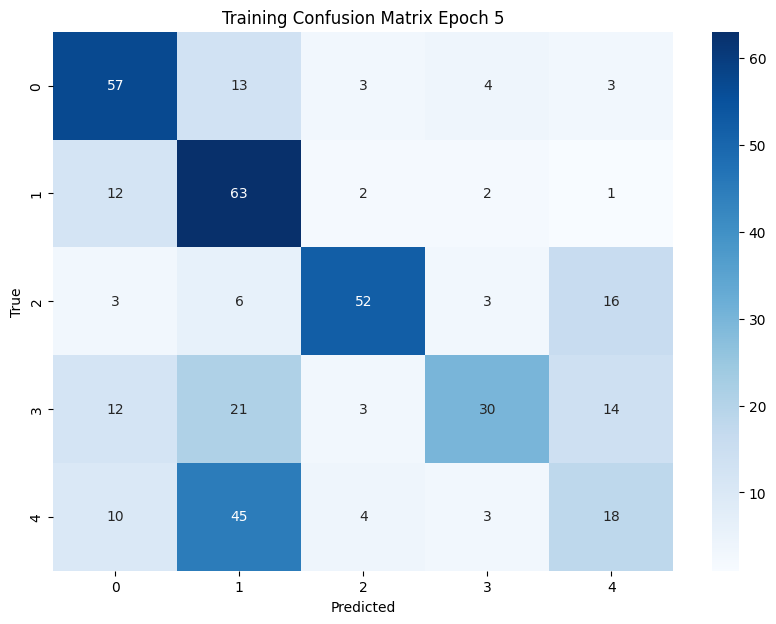 Training Confusion Matrix Epoch 5
0 57 13 3 4 3
1 12 63 2 2 1
2 3 6 52 3 16
3 12 21 3 30 14
4 10 45 4 3 18
0 1 2 3 4
True
Predicted
60
50
40
30
20
10